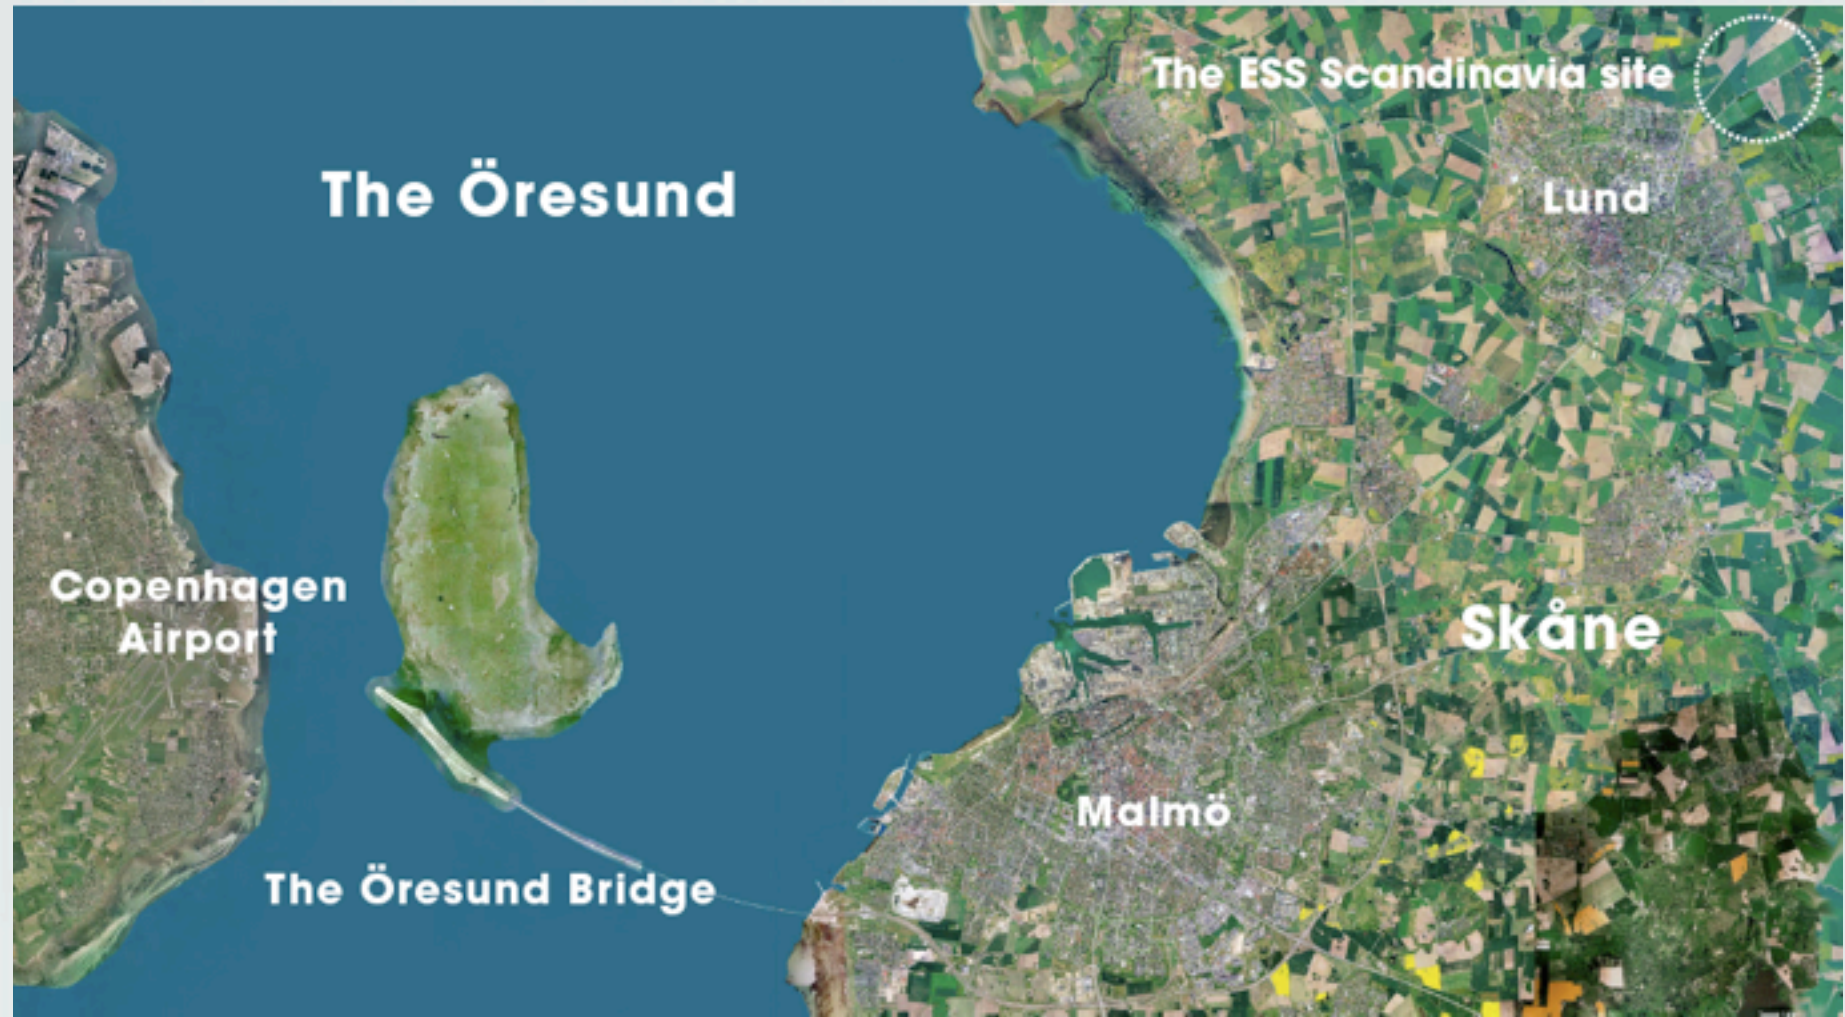 The ESS Scandinavia site
The Öresund
Lund
Copenhagen
Airport
Skåne
Malmö
The Öresund Bridge